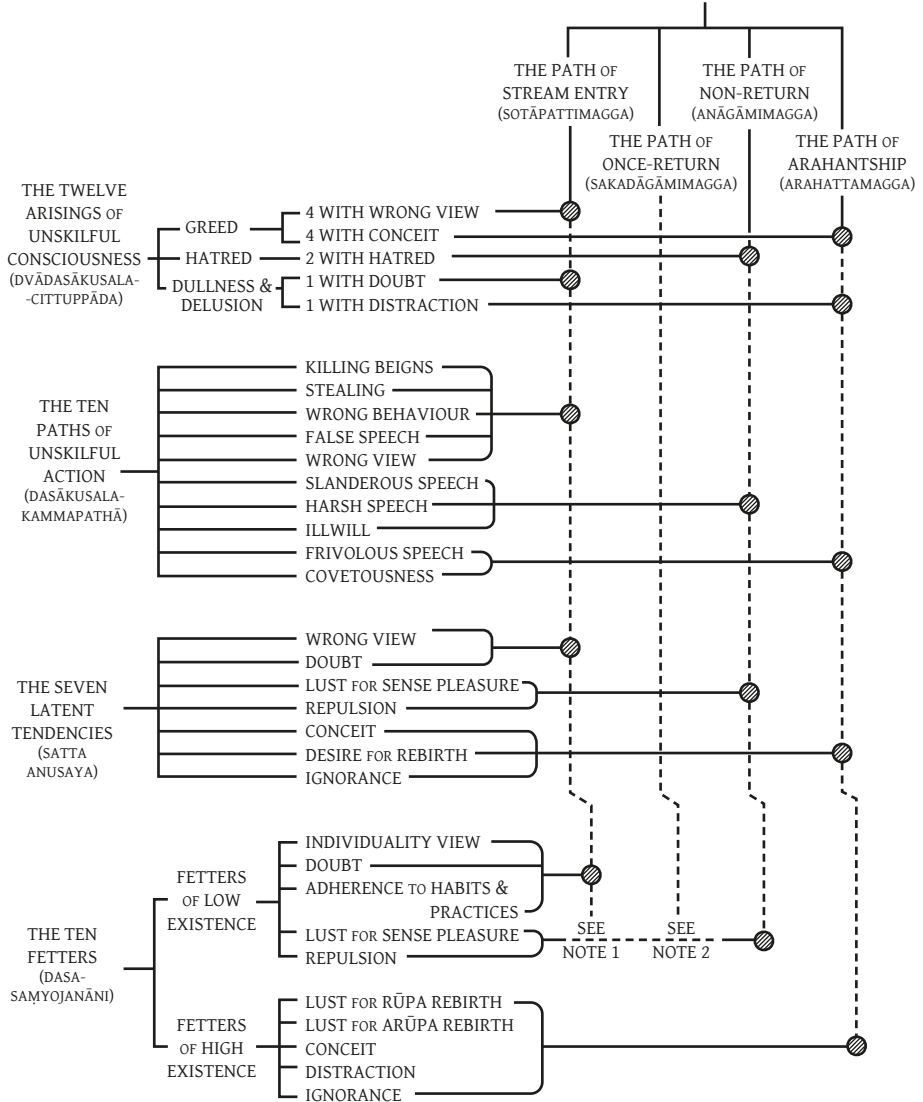 THE PATH OF
STREAM ENTRY
(SOTĀPATTIMAGGA)
THE PATH OF
NON-RETURN
(ANĀGĀMIMAGGA)
THE PATH OF
ONCE-RETURN
(SAKADĀGĀMIMAGGA)
THE PATH OF
ARAHANTSHIP
(ARAHATTAMAGGA)
THE TWELVE
ARISINGS OF
UNSKILFUL
CONSCIOUSNESS
(DVĀDASĀKUSALA-
-CITTUPPĀDA)
GREED
HATRED
DULLNESS &
DELUSION
4 WITH WRONG VIEW
4 WITH CONCEIT
2 WITH HATRED
1 WITH DOUBT
1 WITH DISTRACTION
THE TEN
PATHS OF
UNSKILFUL
ACTION
(DASĀKUSALA-
KAMMAPATHĀ)
KILLING BEIGNS
STEALING
WRONG BEHAVIOUR
FALSE SPEECH
WRONG VIEW
SLANDEROUS SPEECH
HARSH SPEECH
ILLWILL
FRIVOLOUS SPEECH
COVETOUSNESS
THE SEVEN
LATENT
TENDENCIES
(SATTA
ANUSAYA)
WRONG VIEW
DOUBT
LUST FOR SENSE PLEASURE
REPULSION
CONCEIT
DESIRE FOR REBIRTH
IGNORANCE
THE TEN
FETTERS
(DASA-
SAṂYOJANĀNI)
FETTERS
OF LOW
EXISTENCE
INDIVIDUALITY VIEW
DOUBT
ADHERENCE TO HABITS &
PRACTICES
LUST FOR SENSE PLEASURE
REPULSION
SEE
NOTE 1
SEE
NOTE 2
FETTERS
OF HIGH
EXISTENCE
LUST FOR RŪPA REBIRTH
LUST FOR ARŪPA REBIRTH
CONCEIT
DISTRACTION
IGNORANCE